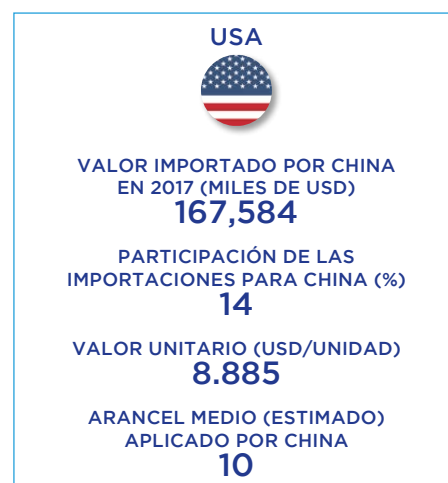 USA
VALOR IMPORTADO POR CHINA
EN 2017 (MILES DE USD)
167,584
PARTICIPACIÓN DE LAS
IMPORTACIONES PARA CHINA (%)
14
VALOR UNITARIO (USD/UNIDAD)
8.885
ARANCEL MEDIO (ESTIMADO)
APLICADO POR CHINA
10